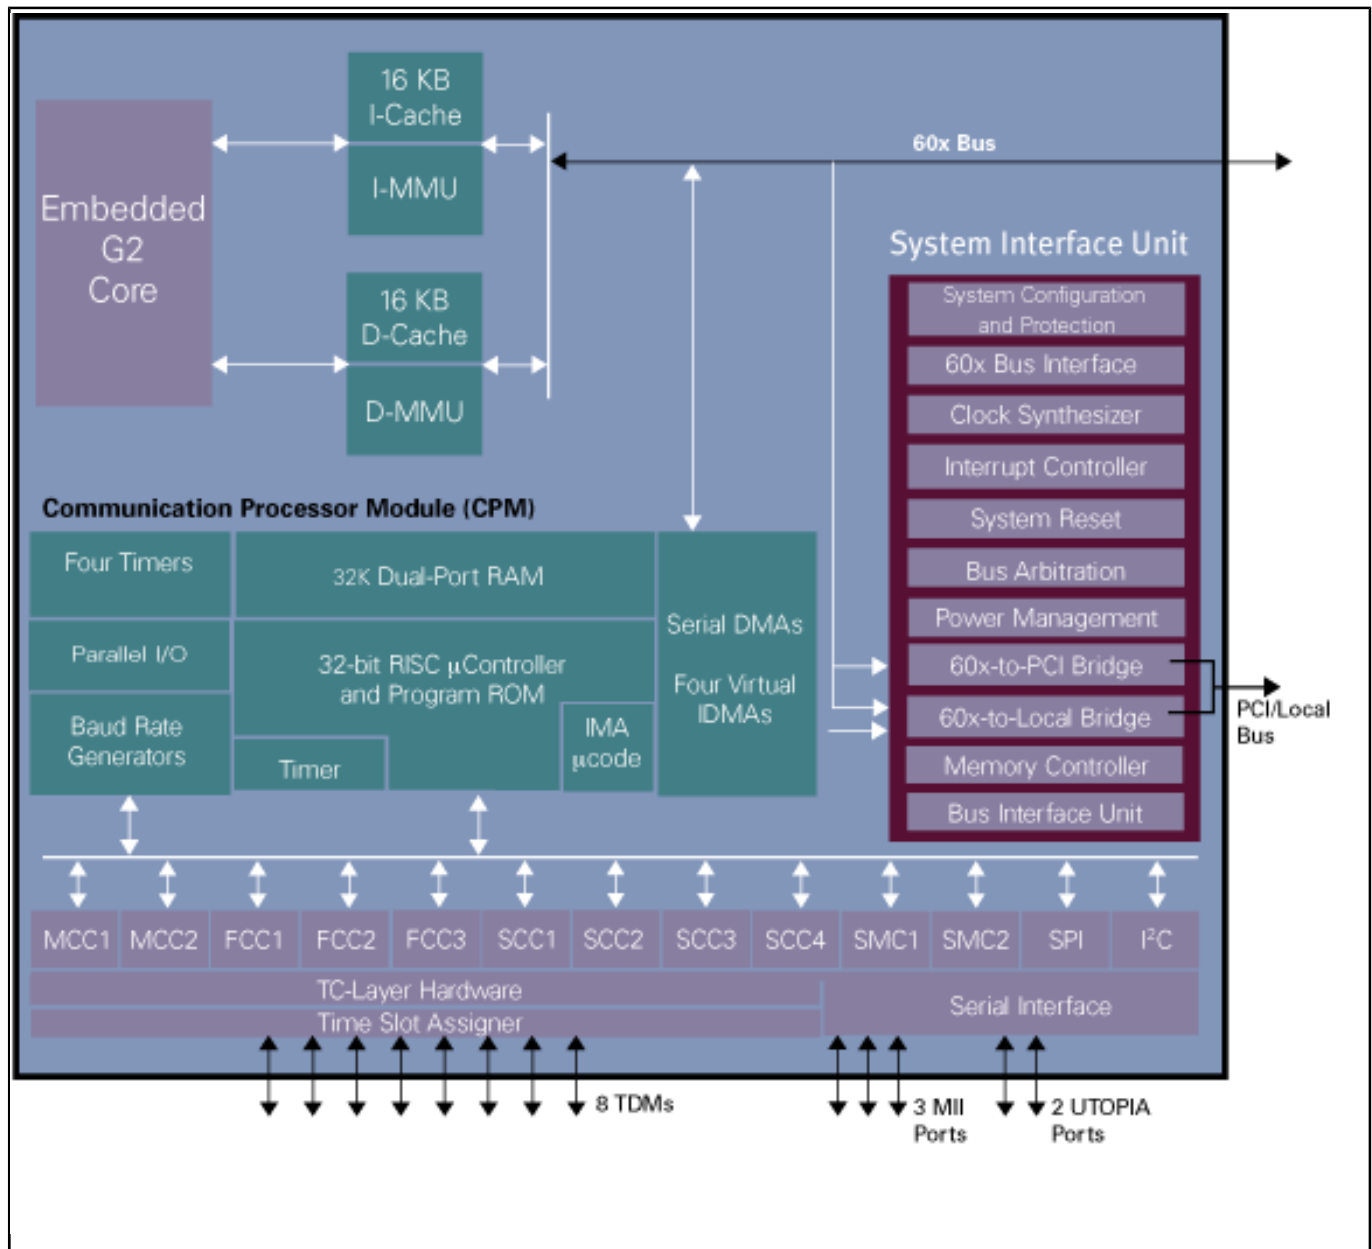 16 KB
I-Cache
I-MMU
60x Bus
Embedded
G2
Core
16 KB
D-Cache
D-MMU
System Interface Unit
System Configuration
and Protection
60x Bus Interface
Clock Synthesizer
Interrupt Controller
System Reset
Bus Arbitration
Power Management
60x-to-PCI Bridge
60x-to-Local Bridge
Memory Controller
Bus Interface Unit
PCI/Local
Bus
Communication Processor Module (CPM)
Four Timers
32K Dual-Port RAM
Serial DMAs
Four Virtual
IDMAs
Parallel I/O
32-bit RISC μController
and Program ROM
Baud Rate
Generators
Timer
IMA
μcode
MCC1 MCC2 FCC1 FCC2 FCC3 SCC1 SCC2 SCC3 SCC4 SMC1 SMC2 SPI I²C
TC-Layer Hardware
Time Slot Assigner
Serial Interface
8 TDMs
3 MII
Ports
2 UTOPIA
Ports